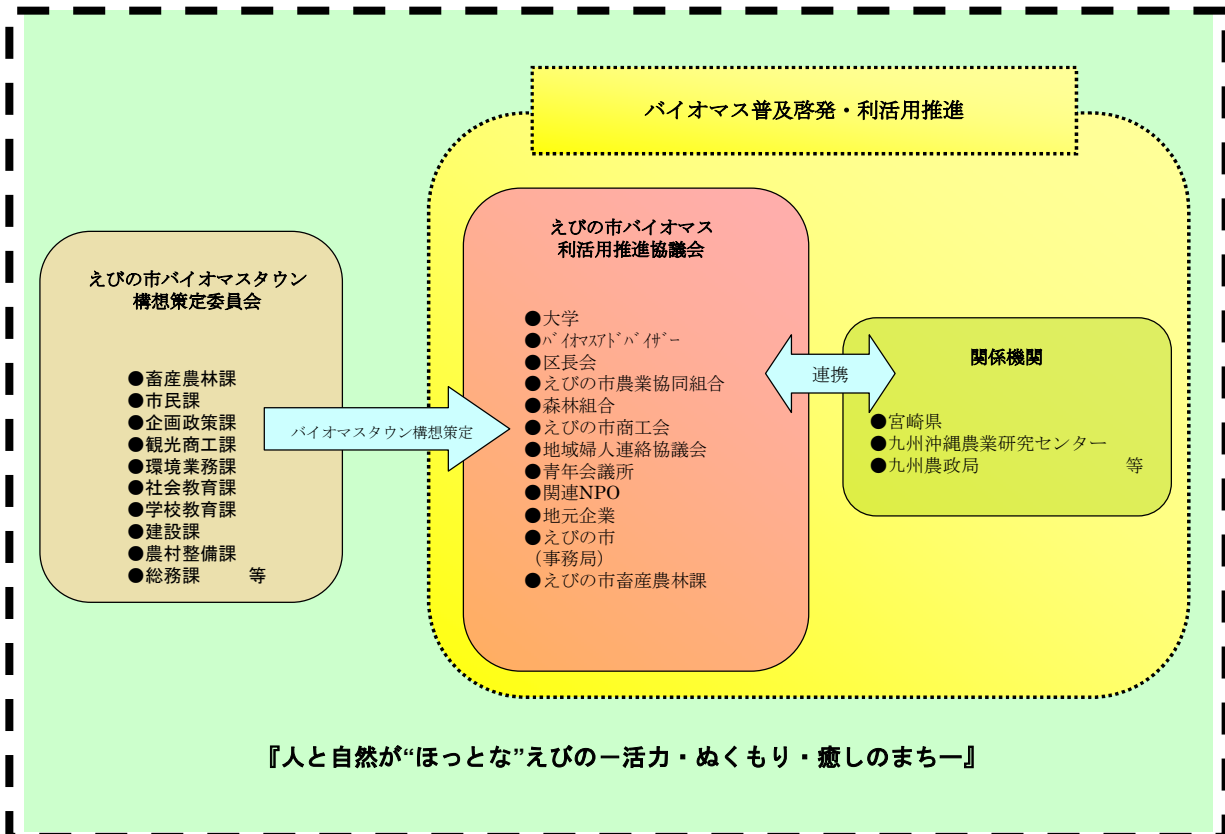 バイオマス普及啓発・利活用推進
えびの市バイオマスタウン
構想策定委員会
●畜産農林課
●市民課
●企画政策課
●観光商工課
●環境業務課
●社会教育課
●学校教育課
●建設課
●農村整備課
●総務課　　　等
バイオマスタウン構想策定
えびの市バイオマス
利活用推進協議会
●大学
●ﾊﾞｲｵﾏｽｱﾄﾞﾊﾞｲｻﾞｰ
●区長会
●えびの市農業協同組合
●森林組合
●えびの市商工会
●地域婦人連絡協議会
●青年会議所
●関連NPO
●地元企業
●えびの市
（事務局）
●えびの市畜産農林課
連携
関係機関
●宮崎県
●九州沖縄農業研究センター
●九州農政局　　　　　　　　等
『人と自然が“ほっとな”えびの－活力・ぬくもり・癒しのまち－』